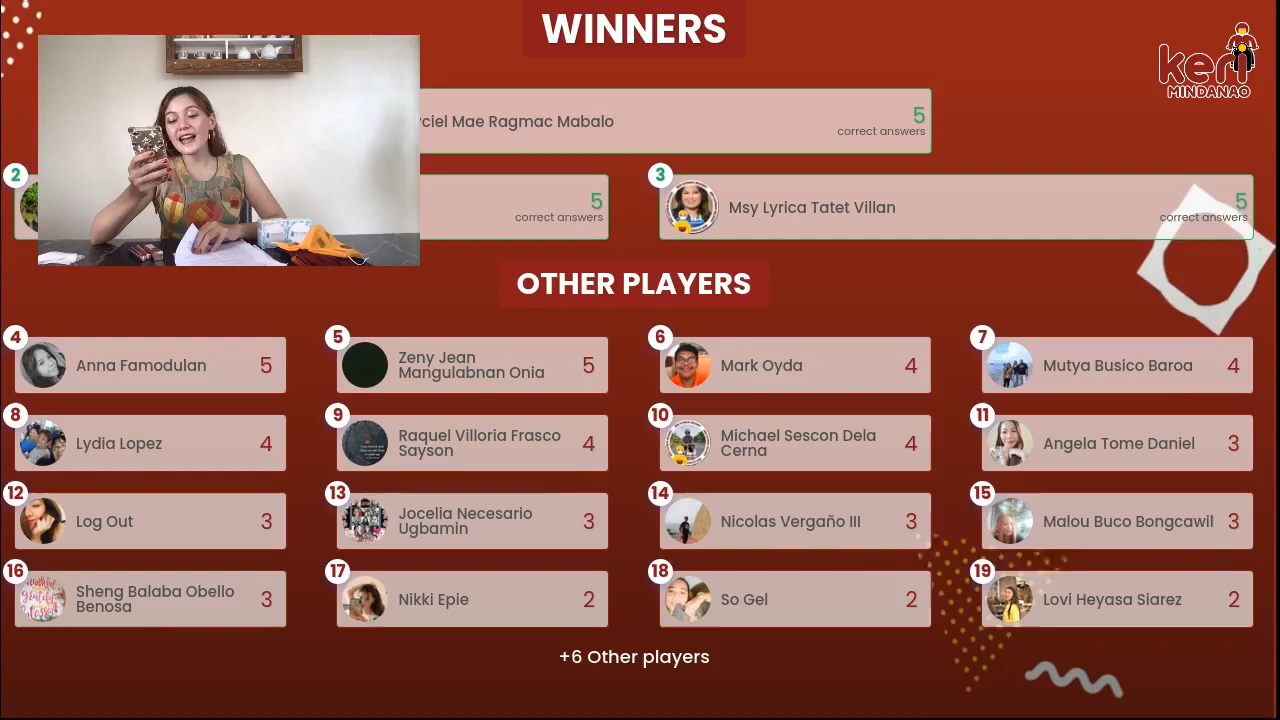 WINNERS
keri
MINDANAO
ciel Mae Ragmac Mabalo
5
correct answers
2
5
correct answers
3
Msy Lyrica Tatet Villan
5
correct answers
OTHER PLAYERS
4
Anna Famodulan
5
5
Zeny Jean
Mangulabnan Onia
5
6
Mark Oyda
4
7
Mutya Busico Baroa
4
8
Lydia Lopez
4
9
Raquel Villoria Frasco
Sayson
4
10
Michael Sescon Dela
Cerna
4
11
Angela Tome Daniel
3
12
Log Out
3
13
Jocelia Necesario
Ugbamin
3
14
Nicolas Vergaño III
3
15
Malou Buco Bongcawil
3
16
Sheng Balaba Obello
Benosa
3
17
Nikki Epie
2
18
So Gel
2
19
Lovi Heyasa Siarez
2
+6 Other players